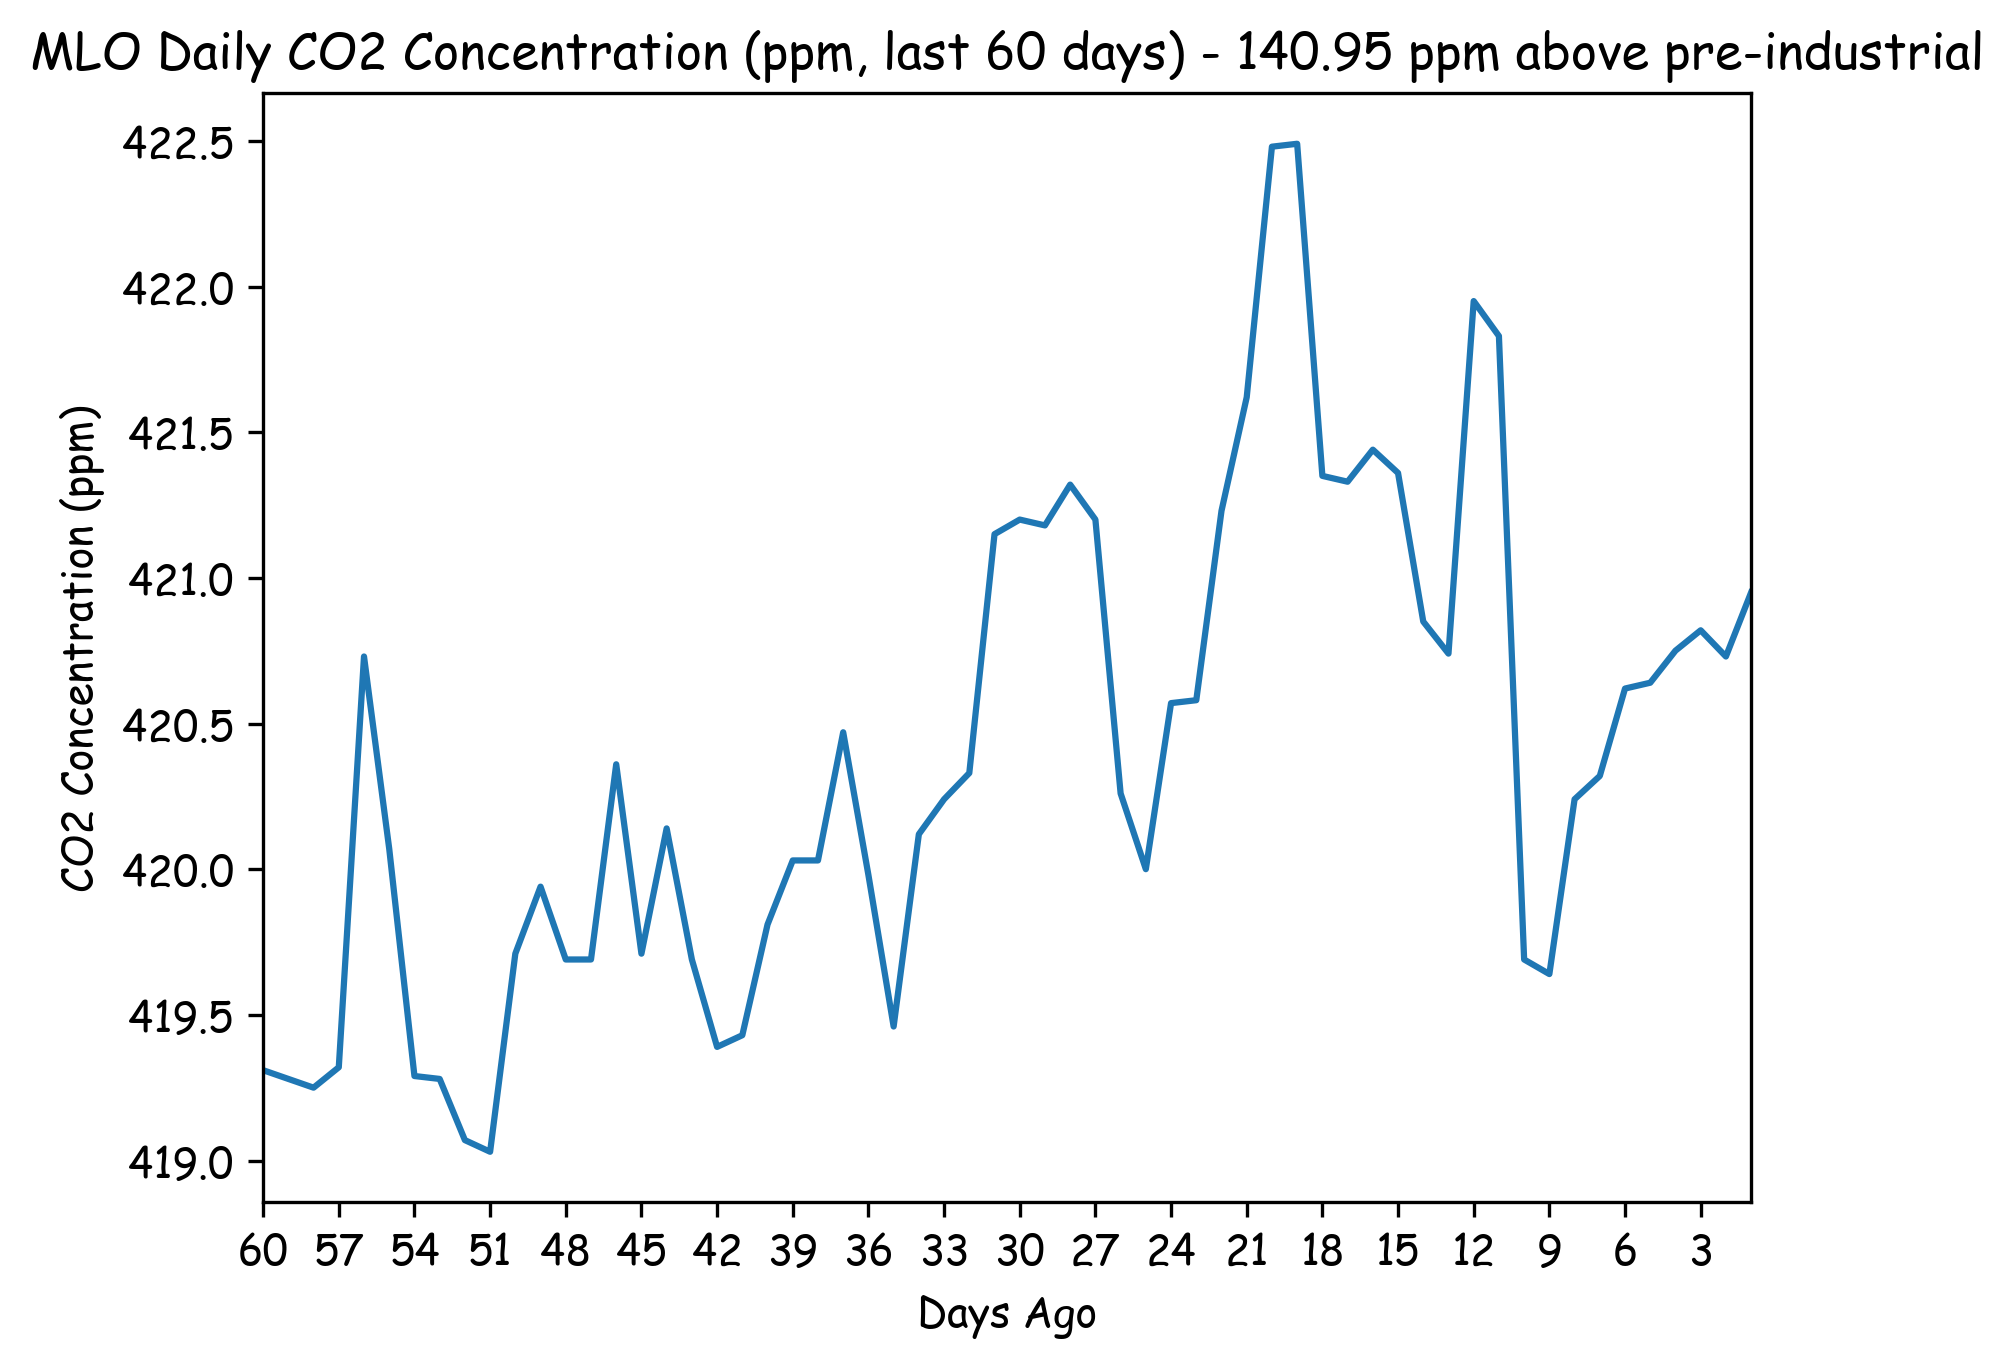 MLO Daily CO2 Concentration (ppm, last 60 days) - 140.95 ppm above pre-industrial
422.5
422.0
421.5
421.0
420.5
420.0
419.5
419.0
CO2 Concentration (ppm)
60 57 54 51 48 45 42 39 36 33 30 27 24 21 18 15 12 9 6 3
Days Ago